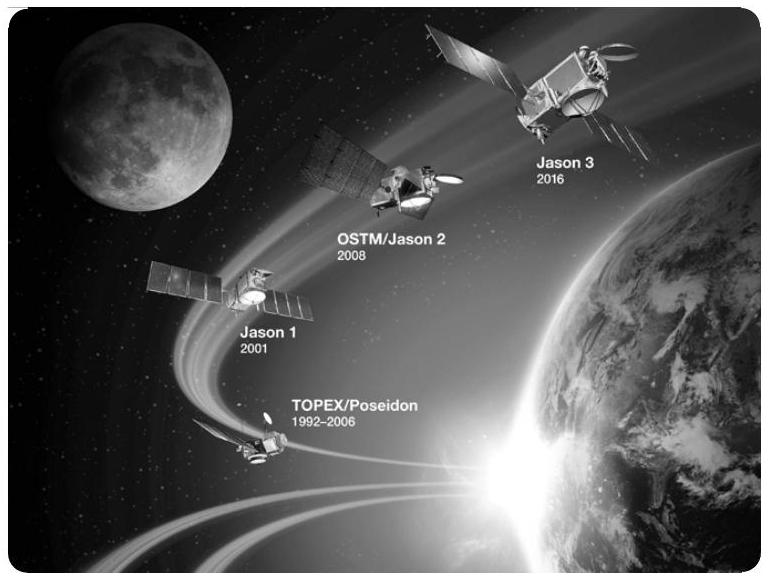 Jason 3
2016
OSTM/Jason 2
2008
Jason 1
2001
TOPEX/Poseidon
1992–2006